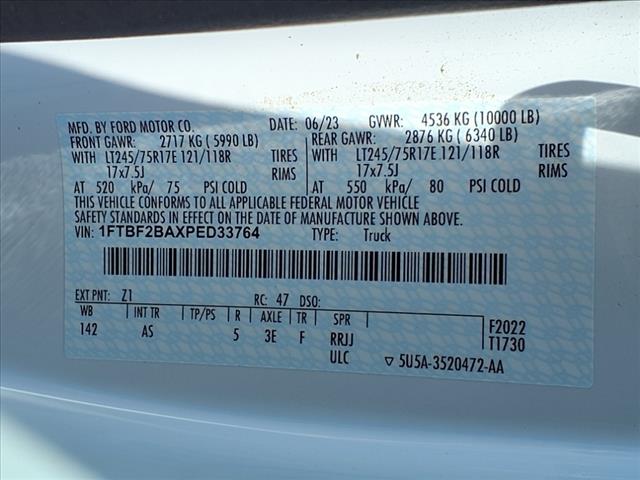 MFD. BY FORD MOTOR CO. DATE: 06/23 GVWR: 4536 KG (10000 LB)
FRONT GAWR: 2717 KG (5990 LB) REAR GAWR: 2876 KG (6340 LB)
WITH LT245/75R17E 121/118R TIRES WITH LT245/75R17E 121/118R TIRES
17x7.5J RIMS 17x7.5J RIMS
AT 520 kPa/ 75 PSI COLD AT 550 kPa/ 80 PSI COLD
THIS VEHICLE CONFORMS TO ALL APPLICABLE FEDERAL MOTOR VEHICLE
SAFETY STANDARDS IN EFFECT ON THE DATE OF MANUFACTURE SHOWN ABOVE.
VIN: 1FTBF2BAXPED33764 TYPE: Truck
EXT PNT: Z1 RC: 47 DSO:
WB INT TR TP/PS R AXLE TR SPR F2022
142 AS 5 3E F RRJJ T1730
ULC ▽ 5U5A-3520472-AA